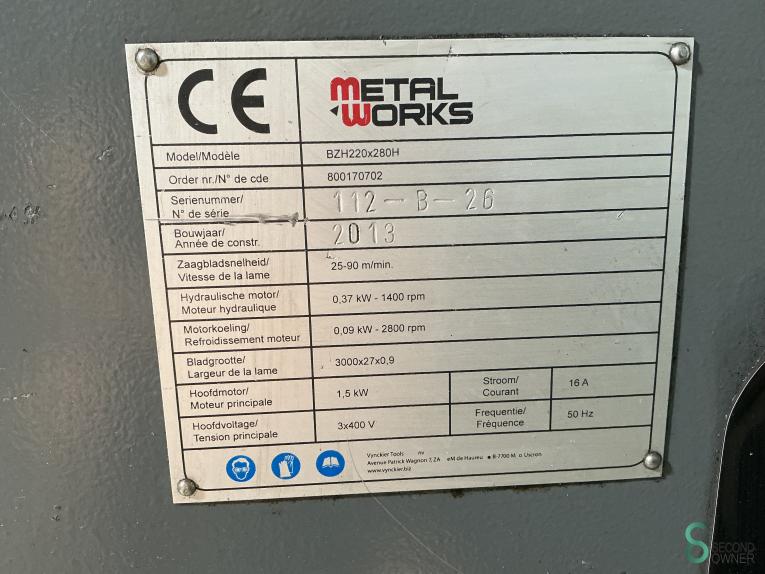 CE
METAL
WORKS
Model/Modèle BZH220x280H
Order nr./N° de cde 800170702
Serienummer/
N° de série 112-B-26
Bouwjaar/
Année de constr. 2013
Zaagbladsnelheid/
Vitesse de la lame 25-90 m/min.
Hydraulische motor/
Moteur hydraulique 0,37 kW - 1400 rpm
Motorkoeling/
Refroidissement moteur 0,09 kW - 2800 rpm
Bladgrootte/
Largeur de la lame 3000x27x0,9
Hoofdmotor/
Moteur principale 1,5 kW
Stroom/
Courant 16 A
Hoofdvoltage/
Tension principale 3x400 V
Frequentie/
Fréquence 50 Hz
Vynckier Tools nv
Avenue Patrick Wagnon 7, ZA
www.vynckier.biz
SECOND
OWNER